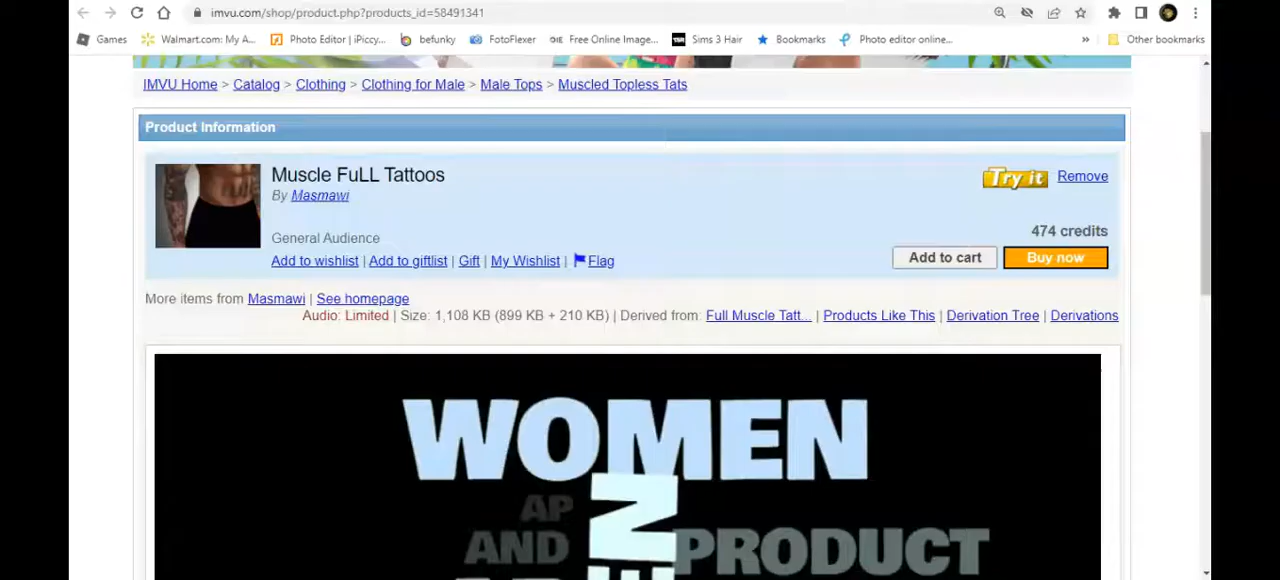 imvu.com/shop/product.php?products_id=58491341
Games Walmart.com: My A... Photo Editor | iPiccy... befunky FotoFlexer Free Online Image... Sims 3 Hair Bookmarks Photo editor online... » Other bookmarks
IMVU Home > Catalog > Clothing > Clothing for Male > Male Tops > Muscled Topless Tats
Product Information
Muscle FuLL Tattoos
Try it Remove
By Masmawi
474 credits
General Audience
Add to wishlist | Add to giftlist | Gift | My Wishlist | Flag
Add to cart Buy now
More items from Masmawi | See homepage
Audio: Limited | Size: 1,108 KB (899 KB + 210 KB) | Derived from: Full Muscle Tatt... | Products Like This | Derivation Tree | Derivations
WOMEN
AP
AND
PRODUCT